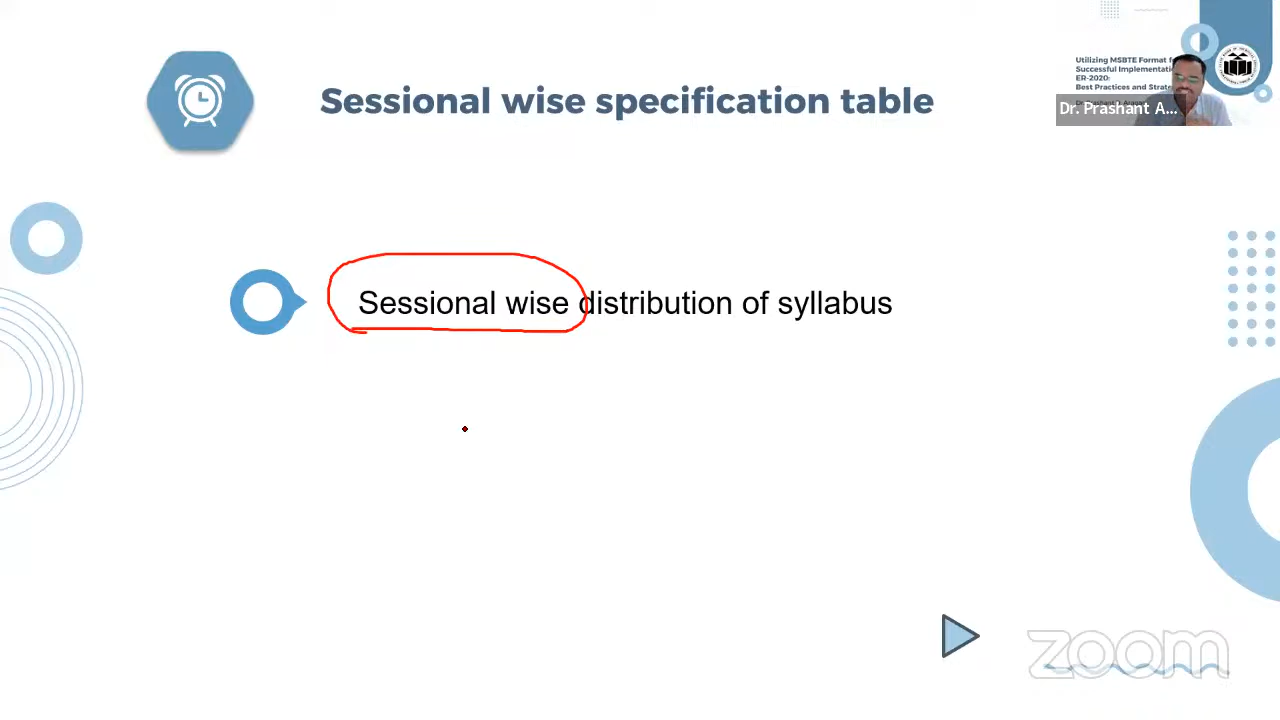 Sessional wise specification table
Utilizing MSBTE Format
Successful Implementati
ER-2020:
Best Practices and Strat
Dr. Prashant A...
Sessional wise distribution of syllabus
zoom